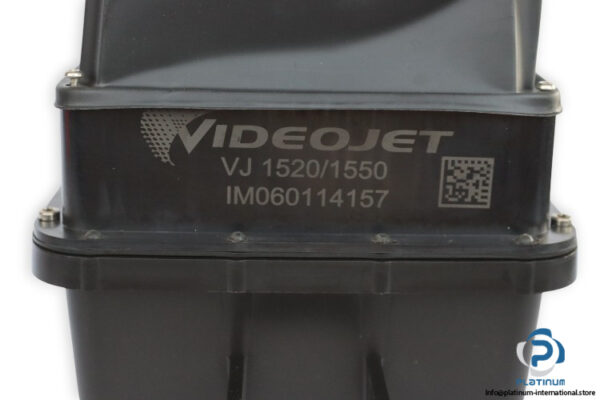 VIDEOJET
VJ 1520/1550
IM060114157
PLATINUM
info@platinum-international.store